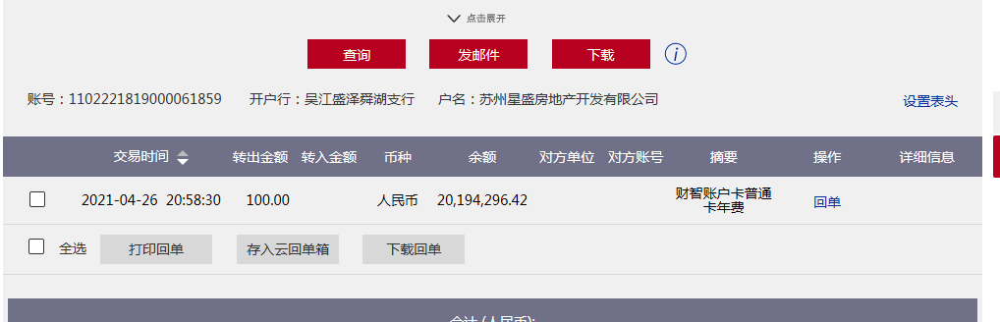 点击展开
查询 发邮件 下载 i
账号：1102221819000061859 开户行：吴江盛泽舜湖支行 户名：苏州星盛房地产开发有限公司 设置表头
交易时间 转出金额 转入金额 币种 余额 对方单位 对方账号 摘要 操作 详细信息
2021-04-26 20:58:30 100.00 人民币 20,194,296.42 财智账户卡普通 回单
卡年费
全选 打印回单 存入云回单箱 下载回单
合计 (人民币):